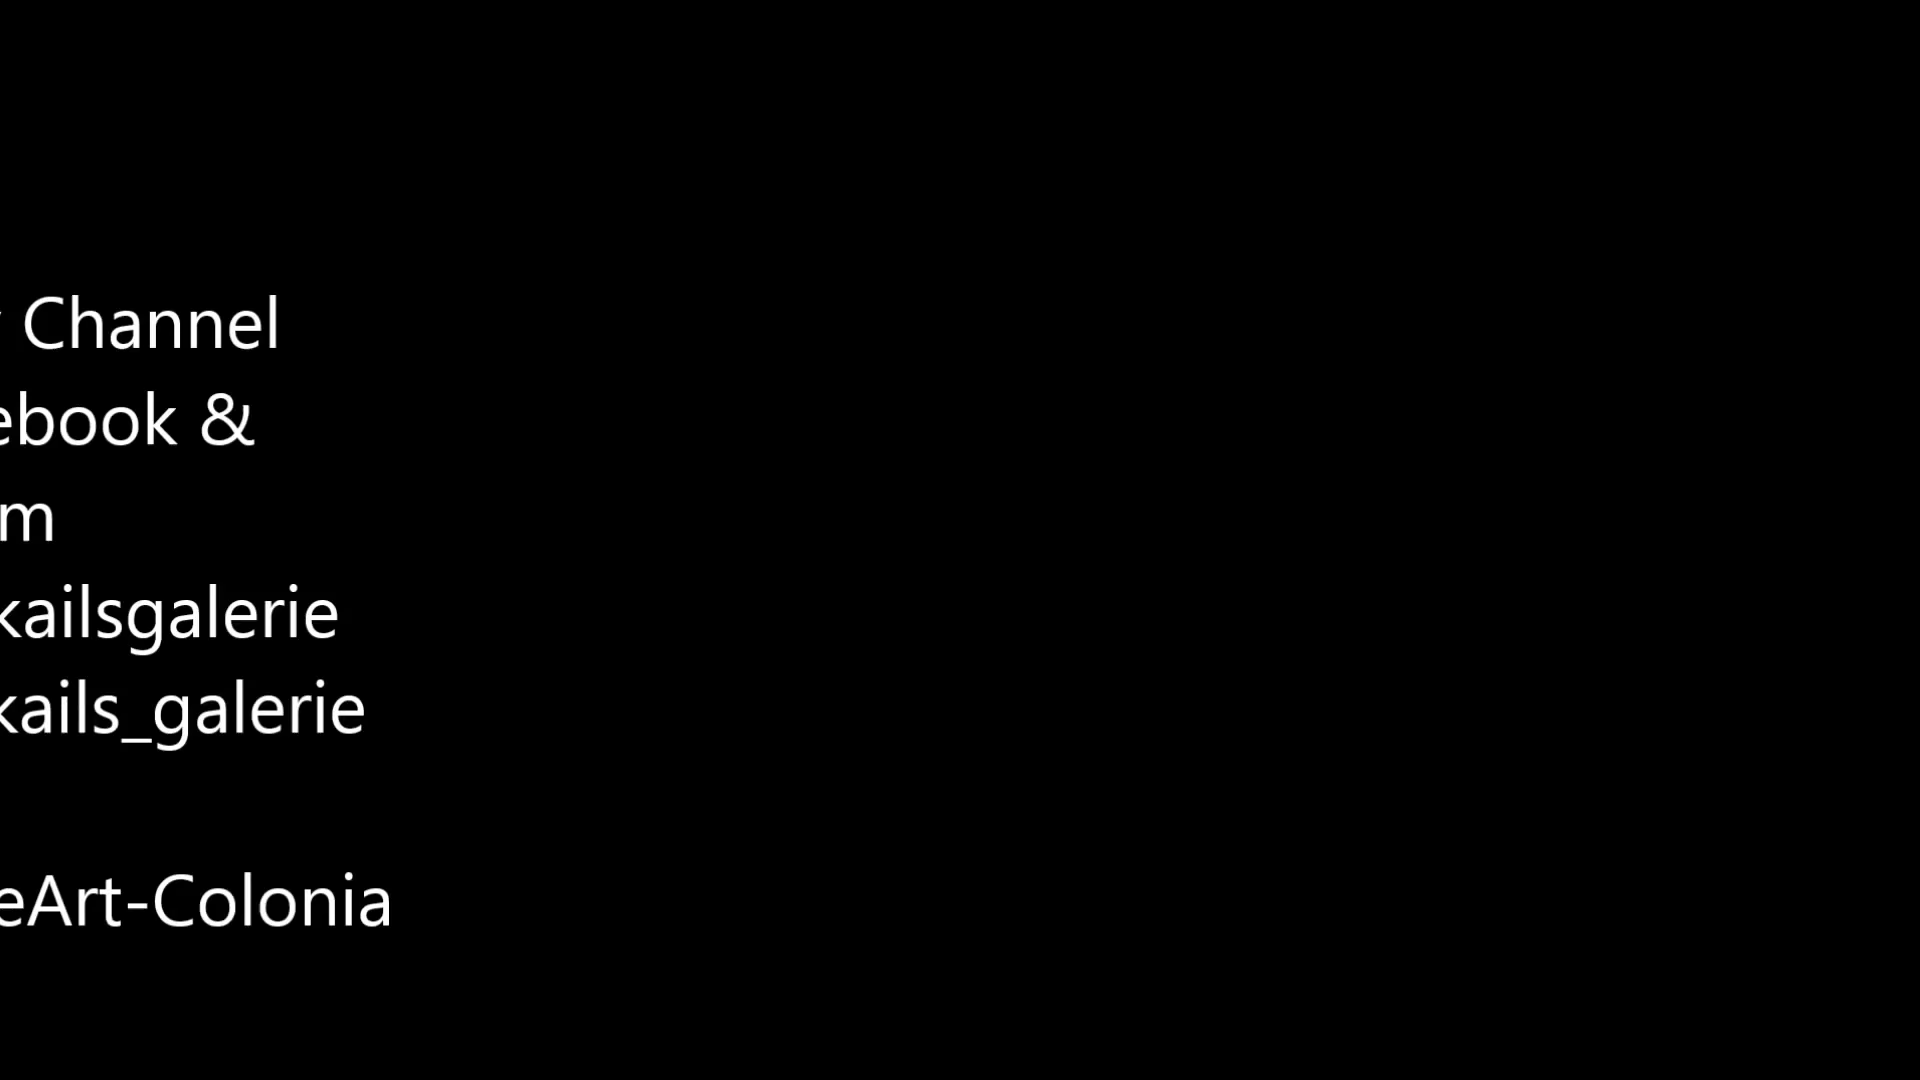 Channel
ebook &
m
kailsgalerie
kails_galerie
eArt-Colonia